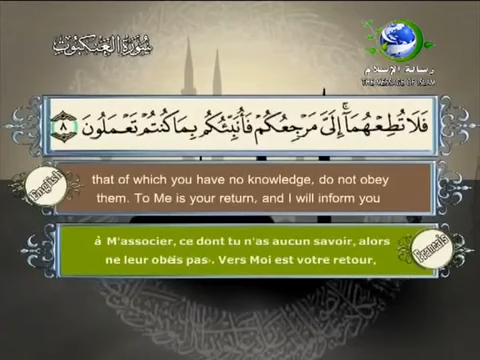 سورة العنكبوت
رسالة الإسلام
THE MESSAGE OF ISLAM
فَلَا تُطِعْهُمَآ ۚ إِلَىَّ مَرْجِعُكُمْ فَأُنَبِّئُكُم بِمَا كُنتُمْ تَعْمَلُونَ ٨
English
that of which you have no knowledge, do not obey
them. To Me is your return, and I will inform you
à M'associer, ce dont tu n'as aucun savoir, alors
ne leur obéis pas». Vers Moi est votre retour,
Francais